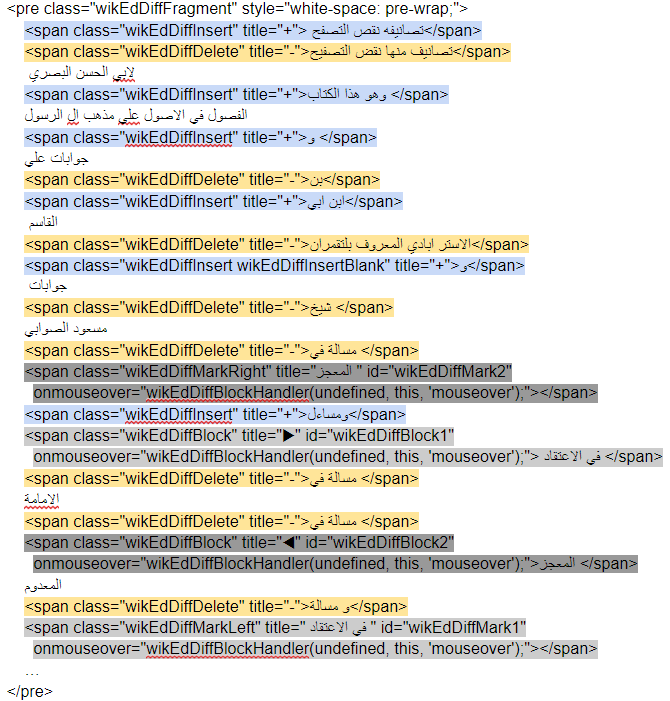 <pre class="wikEdDiffFragment" style="white-space: pre-wrap;">
<span class="wikEdDiffInsert" title="+"> تصانيفه نقص التصفح</span>
<span class="wikEdDiffDelete" title="-">تصانيف منها نقض التصفيح</span>
لابي الحسن البصري
<span class="wikEdDiffInsert" title="+">وهو هذا الكتاب </span>
الفصول في الاصول علي مذهب ال الرسول
<span class="wikEdDiffInsert" title="+">و </span>
جوابات علي
<span class="wikEdDiffDelete" title="-">بن</span>
<span class="wikEdDiffInsert" title="+">ابن ابي</span>
القاسم
<span class="wikEdDiffDelete" title="-">الاستر ابادي المعروف بلتقمران</span>
<span class="wikEdDiffInsert wikEdDiffInsertBlank" title="+">و</span>
جوابات
<span class="wikEdDiffDelete" title="-">شيخ </span>
مسعود الصوابي
<span class="wikEdDiffDelete" title="-">مسالة في </span>
<span class="wikEdDiffMarkRight" title="المعجز " id="wikEdDiffMark2"
onmouseover="wikEdDiffBlockHandler(undefined, this, 'mouseover');"></span>
<span class="wikEdDiffInsert" title="+">ومساءل</span>
<span class="wikEdDiffBlock" title="▶" id="wikEdDiffBlock1"
onmouseover="wikEdDiffBlockHandler(undefined, this, 'mouseover');"> في الاعتقاد </span>
<span class="wikEdDiffDelete" title="-">مسالة في </span>
الامامة
<span class="wikEdDiffDelete" title="-">مسالة في </span>
<span class="wikEdDiffBlock" title="◀" id="wikEdDiffBlock2"
onmouseover="wikEdDiffBlockHandler(undefined, this, 'mouseover');">المعجز </span>
المعدوم
<span class="wikEdDiffDelete" title="-">و مسالة</span>
<span class="wikEdDiffMarkLeft" title=" في الاعتقاد " id="wikEdDiffMark1"
onmouseover="wikEdDiffBlockHandler(undefined, this, 'mouseover');"></span>
…
</pre>